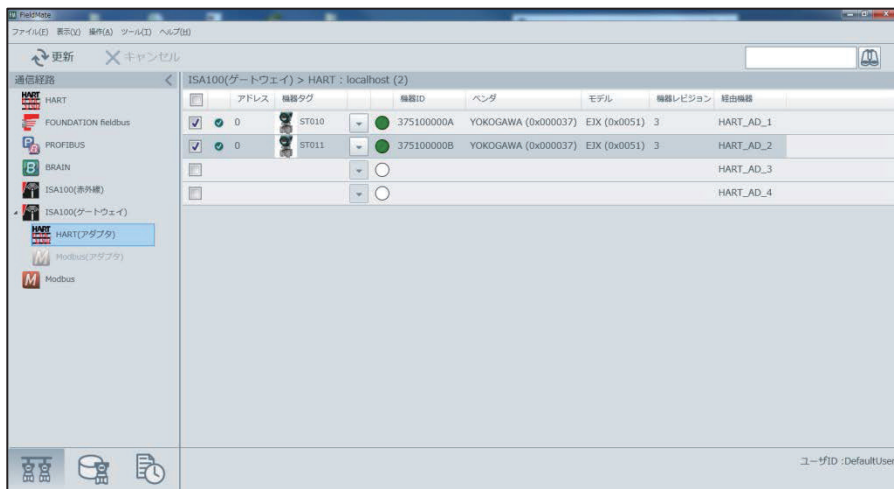 FieldMate
ファイル(F) 表示(V) 操作(A) ツール(T) ヘルプ(H)
更新 キャンセル
通信経路
ISA100(ゲートウェイ) > HART : localhost (2)
HART HART
FOUNDATION fieldbus
PROFIBUS
BRAIN
ISA100(赤外線)
ISA100(ゲートウェイ)
HART HART(アダプタ)
Modbus(アダプタ)
Modbus
アドレス 機器タグ 機器ID ベンダ モデル 機器レビジョン 経由機器
0 ST010 375100000A YOKOGAWA (0x000037) EJX (0x0051) 3 HART_AD_1
0 ST011 375100000B YOKOGAWA (0x000037) EJX (0x0051) 3 HART_AD_2
HART_AD_3
HART_AD_4
ユーザID :DefaultUser